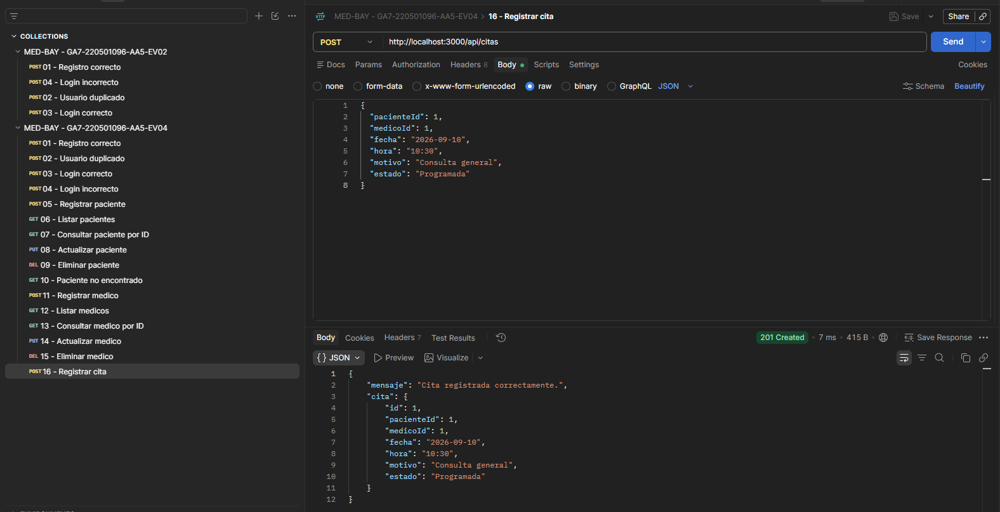 COLLECTIONS
MED-BAY - GA7-220501096-AA5-EV02
POST 01 - Registro correcto
POST 04 - Login incorrecto
POST 02 - Usuario duplicado
POST 03 - Login correcto
MED-BAY - GA7-220501096-AA5-EV04
POST 01 - Registro correcto
POST 02 - Usuario duplicado
POST 03 - Login correcto
POST 04 - Login incorrecto
POST 05 - Registrar paciente
GET 06 - Listar pacientes
GET 07 - Consultar paciente por ID
PUT 08 - Actualizar paciente
DEL 09 - Eliminar paciente
GET 10 - Paciente no encontrado
POST 11 - Registrar medico
GET 12 - Listar medicos
GET 13 - Consultar medico por ID
PUT 14 - Actualizar medico
DEL 15 - Eliminar medico
POST 16 - Registrar cita
HTTP MED-BAY - GA7-220501096-AA5-EV04 > 16 - Registrar cita
Save Share
POST http://localhost:3000/api/citas Send
Docs Params Authorization Headers 8 Body Scripts Settings Cookies
none form-data x-www-form-urlencoded raw binary GraphQL JSON Schema Beautify
1 {
2 "pacienteId": 1,
3 "medicoId": 1,
4 "fecha": "2026-09-10",
5 "hora": "10:30",
6 "motivo": "Consulta general",
7 "estado": "Programada"
8 }
Body Cookies Headers 7 Test Results 201 Created • 7 ms • 415 B • e.g. Save Response
{} JSON Preview Visualize
1 {
2 "mensaje": "Cita registrada correctamente.",
3 "cita": {
4 "id": 1,
5 "pacienteId": 1,
6 "medicoId": 1,
7 "fecha": "2026-09-10",
8 "hora": "10:30",
9 "motivo": "Consulta general",
10 "estado": "Programada"
11 }
12 }